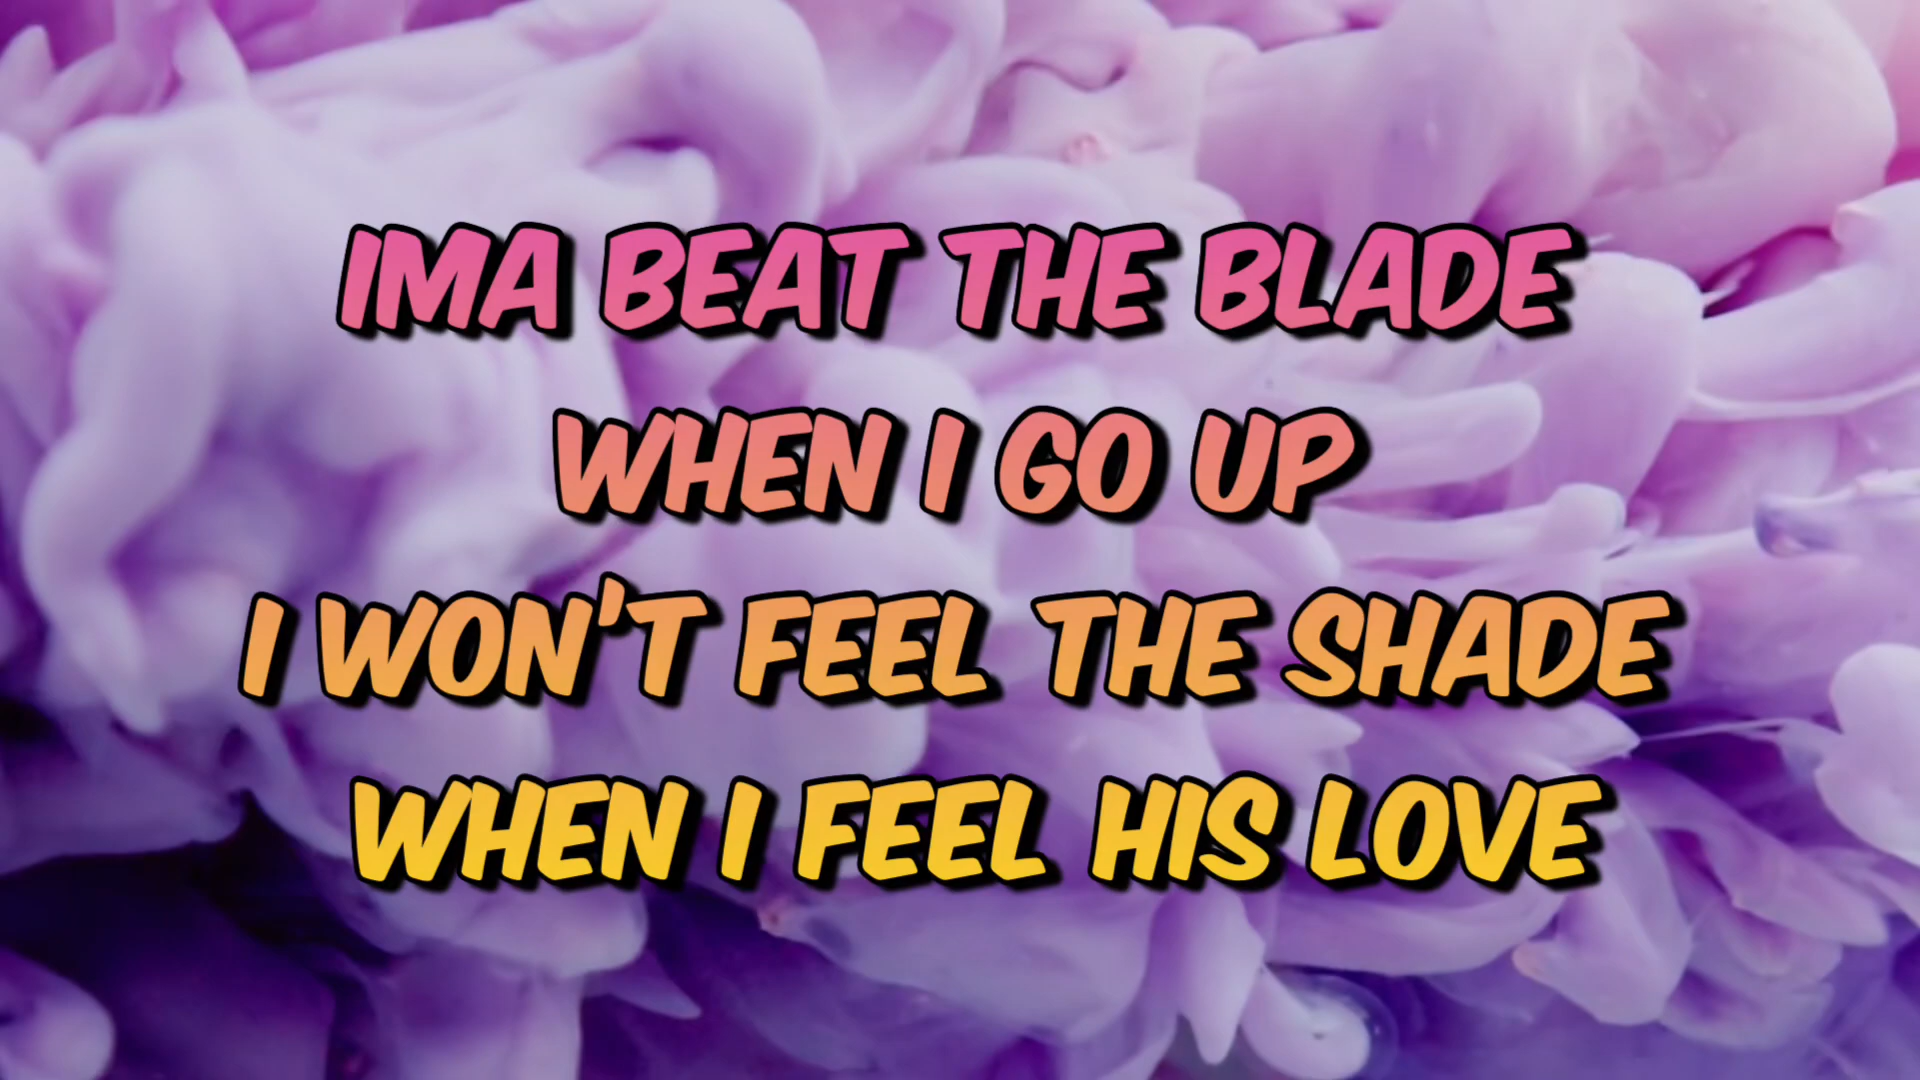 IMA BEAT THE BLADE
WHEN I GO UP
I WON'T FEEL THE SHADE
WHEN I FEEL HIS LOVE